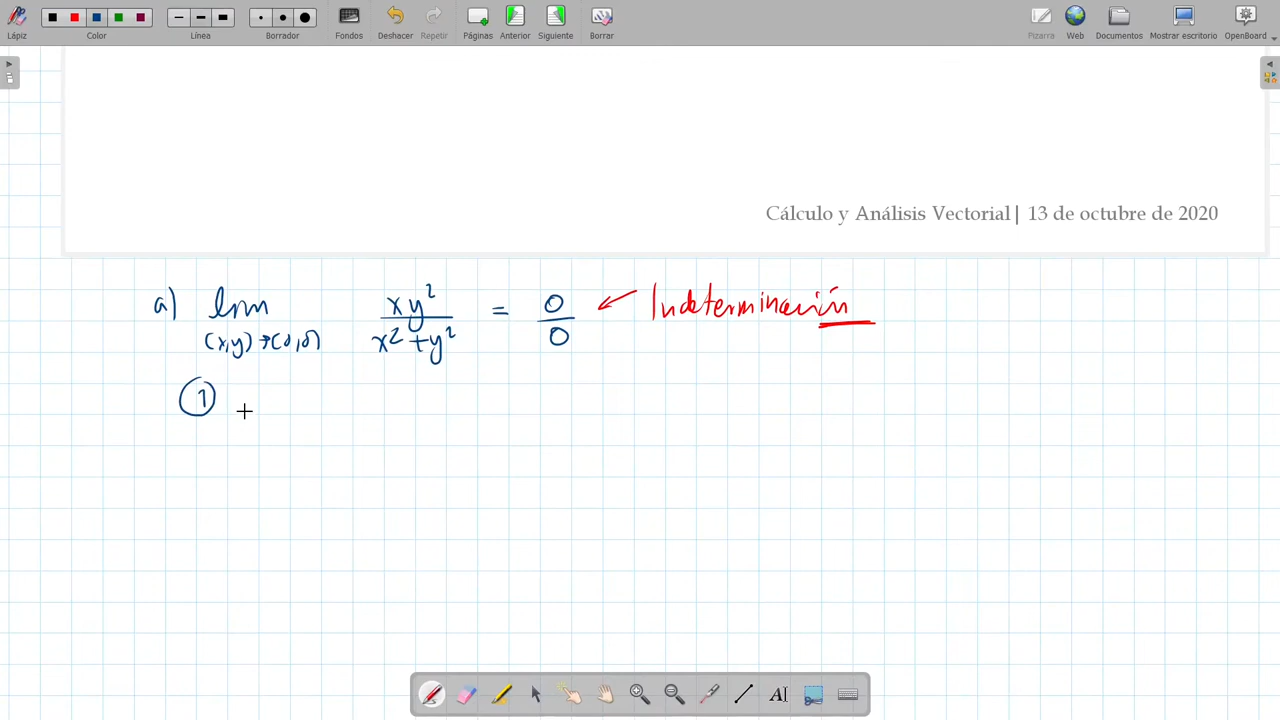 Lápiz Color Línea Borrador Fondos Deshacer Repetir Páginas Anterior Siguiente Borrar Pizarra Web Documentos Mostrar escritorio OpenBoard
Cálculo y Análisis Vectorial| 13 de octubre de 2020
a) lim xy² / x²+y² = 0/0 ← Indeterminación
(x,y)→(0,0)
1
AI